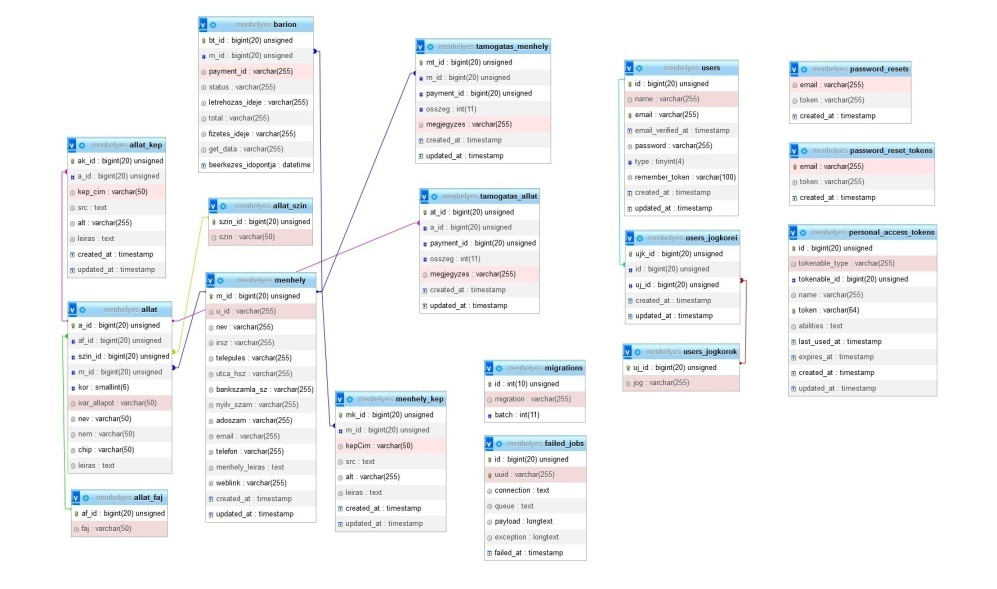 menhelyes barion
bt_id : bigint(20) unsigned
m_id : bigint(20) unsigned
payment_id : varchar(255)
status : varchar(255)
letrehozas_ideje : varchar(255)
total : varchar(255)
fizetes_ideje : varchar(255)
get_data : varchar(255)
beerkezes_idopontja : datetime
menhelyes tamogatas_menhely
mt_id : bigint(20) unsigned
m_id : bigint(20) unsigned
payment_id : bigint(20) unsigned
osszeg : int(11)
megjegyzes : varchar(255)
created_at : timestamp
updated_at : timestamp
menhelyes users
id : bigint(20) unsigned
name : varchar(255)
email : varchar(255)
email_verified_at : timestamp
password : varchar(255)
type : tinyint(4)
remember_token : varchar(100)
created_at : timestamp
updated_at : timestamp
menhelyes password_resets
email : varchar(255)
token : varchar(255)
created_at : timestamp
menhelyes allat_kep
ak_id : bigint(20) unsigned
a_id : bigint(20) unsigned
kep_cim : varchar(50)
src : text
alt : varchar(255)
leiras : text
created_at : timestamp
updated_at : timestamp
menhelyes allat_szin
szin_id : bigint(20) unsigned
szin : varchar(50)
menhelyes tamogatas_allat
at_id : bigint(20) unsigned
a_id : bigint(20) unsigned
payment_id : bigint(20) unsigned
osszeg : int(11)
megjegyzes : varchar(255)
created_at : timestamp
updated_at : timestamp
menhelyes password_reset_tokens
email : varchar(255)
token : varchar(255)
created_at : timestamp
menhelyes users_jogkorei
ujk_id : bigint(20) unsigned
id : bigint(20) unsigned
uj_id : bigint(20) unsigned
created_at : timestamp
updated_at : timestamp
menhelyes personal_access_tokens
id : bigint(20) unsigned
tokenable_type : varchar(255)
tokenable_id : bigint(20) unsigned
name : varchar(255)
token : varchar(64)
abilities : text
last_used_at : timestamp
expires_at : timestamp
created_at : timestamp
updated_at : timestamp
menhelyes allat
a_id : bigint(20) unsigned
af_id : bigint(20) unsigned
szin_id : bigint(20) unsigned
m_id : bigint(20) unsigned
kor : smallint(6)
ivar_allapot : varchar(50)
nev : varchar(50)
nem : varchar(50)
chip : varchar(50)
leiras : text
menhelyes menhely
m_id : bigint(20) unsigned
u_id : varchar(255)
nev : varchar(255)
irsz : varchar(255)
telepules : varchar(255)
utca_hsz : varchar(255)
bankszamla_sz : varchar(255)
nyilv_szam : varchar(255)
adoszam : varchar(255)
email : varchar(255)
telefon : varchar(255)
menhely_leiras : text
weblink : varchar(255)
created_at : timestamp
updated_at : timestamp
menhelyes users_jogkorok
uj_id : bigint(20) unsigned
jog : varchar(255)
menhelyes migrations
id : int(10) unsigned
migration : varchar(255)
batch : int(11)
menhelyes menhely_kep
mk_id : bigint(20) unsigned
m_id : bigint(20) unsigned
kepCim : varchar(50)
src : text
alt : varchar(255)
leiras : text
created_at : timestamp
updated_at : timestamp
menhelyes failed_jobs
id : bigint(20) unsigned
uuid : varchar(255)
connection : text
queue : text
payload : longtext
exception : longtext
failed_at : timestamp
menhelyes allat_faj
af_id : bigint(20) unsigned
faj : varchar(50)